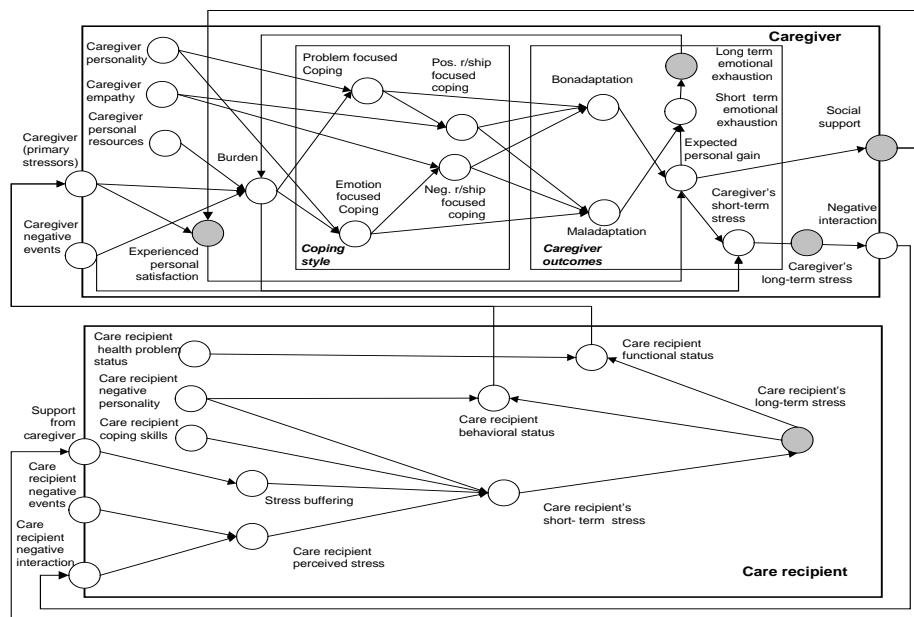 Caregiver
Caregiver
personality
Caregiver
empathy
Caregiver
personal
resources
Caregiver
(primary
stressors)
Caregiver
negative
events
Burden
Experienced
personal
satisfaction
Problem focused
Coping
Pos. r/ship
focused
coping
Emotion
focused
Coping
Neg. r/ship
focused
coping
Coping
style
Bonadaptation
Maladaptation
Caregiver
outcomes
Long term
emotional
exhaustion
Short term
emotional
exhaustion
Expected
personal gain
Caregiver's
short-term
stress
Social
support
Negative
interaction
Caregiver's
long-term stress
Care recipient
health problem
status
Care recipient
negative
personality
Care recipient
coping skills
Support
from
caregiver
Care
recipient
negative
events
Care
recipient
negative
interaction
Stress buffering
Care recipient
perceived stress
Care recipient
functional status
Care recipient
behavioral status
Care recipient's
long-term stress
Care recipient's
short- term stress
Care recipient